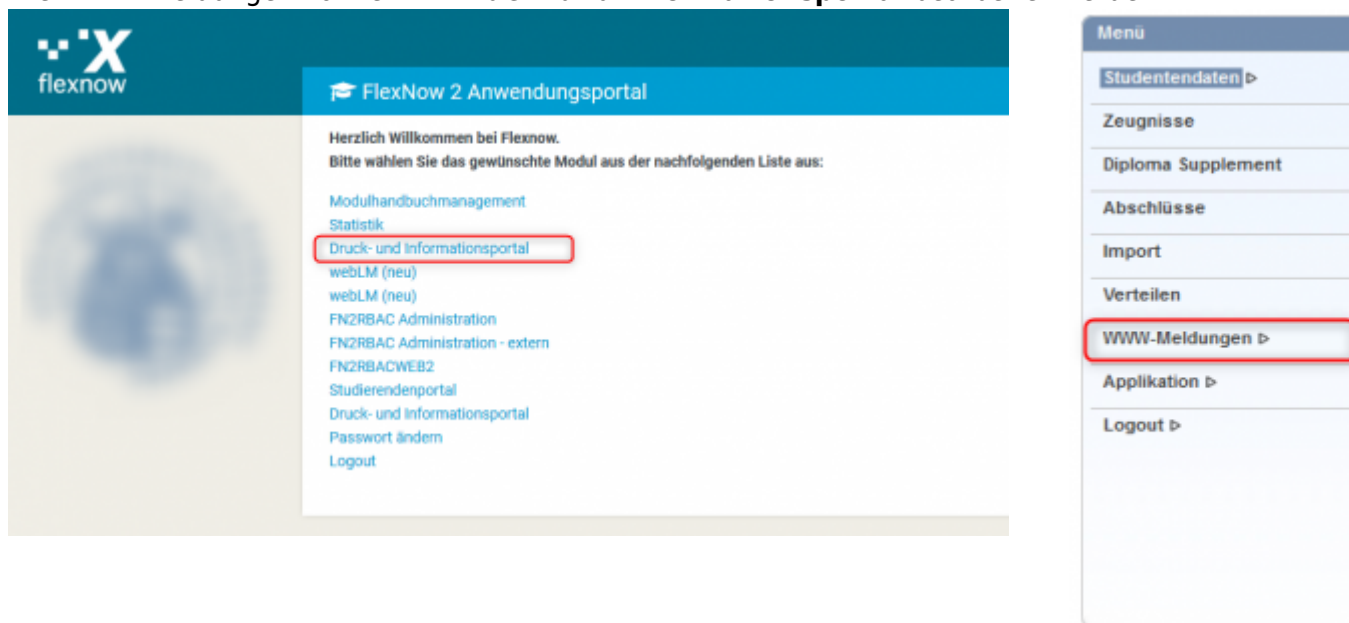 flexnow
FlexNow 2 Anwendungsportal
Herzlich Willkommen bei Flexnow.
Bitte wählen Sie das gewünschte Modul aus der nachfolgenden Liste aus:
Modulhandbuchmanagement
Statistik
Druck- und Informationsportal
webLM (neu)
webLM (neu)
FN2RBAC Administration
FN2RBAC Administration - extern
FN2RBACWEB2
Studierendenportal
Druck- und Informationsportal
Passwort ändern
Logout
Menü
Studentendaten
Zeugnisse
Diploma Supplement
Abschlüsse
Import
Verteilen
WWW-Meldungen
Applikation
Logout